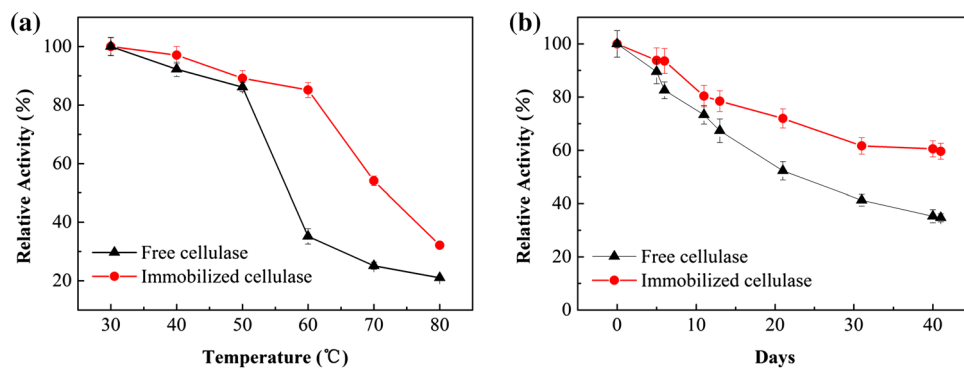 (a)
Relative Activity (%)
100
80
60
40
20
Free cellulase
Immobilized cellulase
30 40 50 60 70 80
Temperature (℃)
(b)
Relative Activity (%)
100
80
60
40
20
0
Free cellulase
Immobilized cellulase
0 10 20 30 40
Days